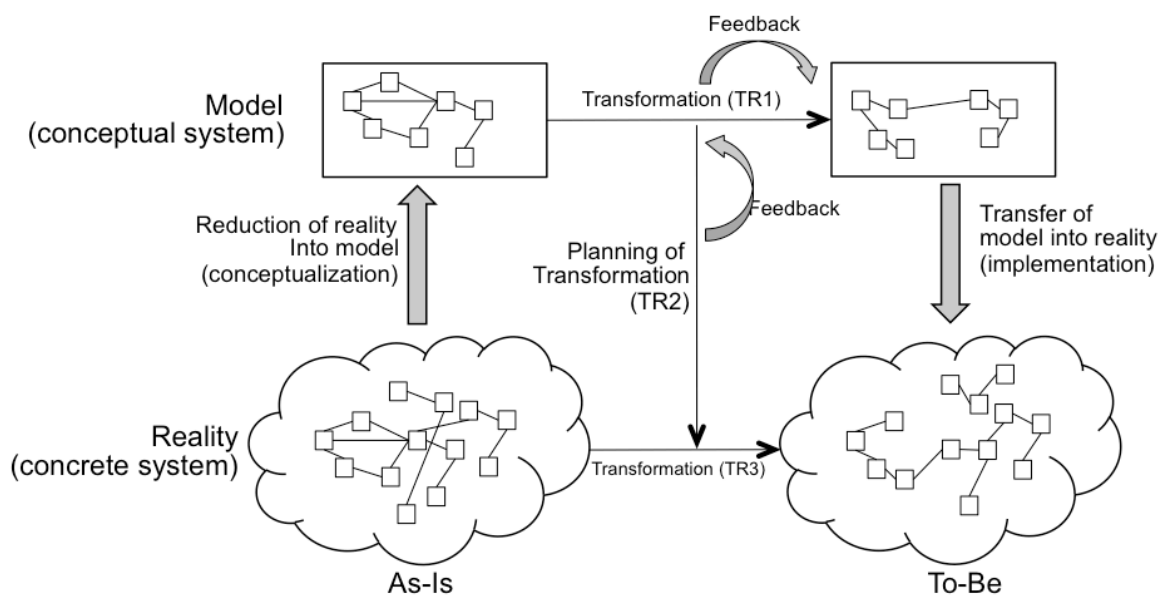 Feedback
Model
(conceptual system)
Transformation (TR1)
Feedback
Reduction of reality
Into model
(conceptualization)
Planning of
Transformation
(TR2)
Transfer of
model into reality
(implementation)
Reality
(concrete system)
Transformation (TR3)
As-Is
To-Be